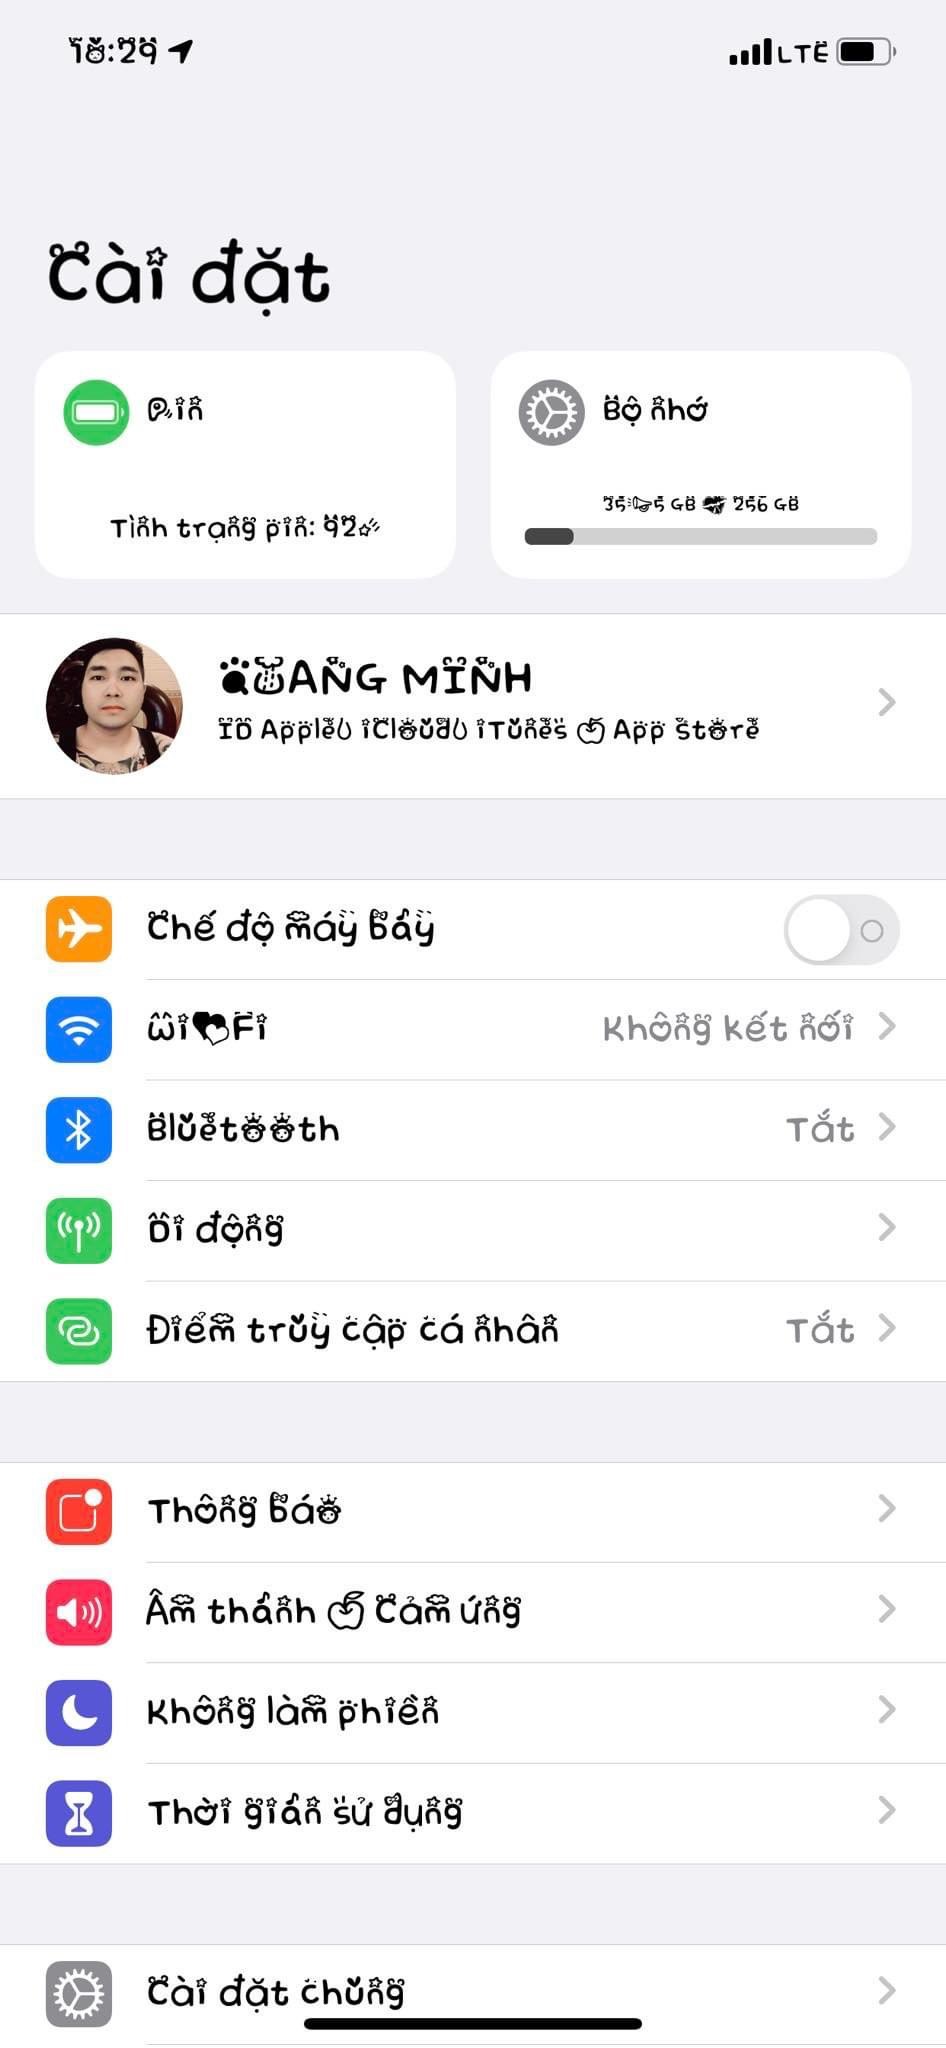 18:29
LTE
Cài đặt
Pin
Bộ nhớ
Tình trạng pin: 92%
35,5 GB / 256 GB
QUANG MINH
ID Apple, iCloud, iTunes & App Store
Chế độ máy bay
Wi-Fi
Không kết nối
Bluetooth
Tắt
Di động
Điểm truy cập cá nhân
Tắt
Thông báo
Âm thanh & Cảm ứng
Không làm phiền
Thời gian sử dụng
Cài đặt chung